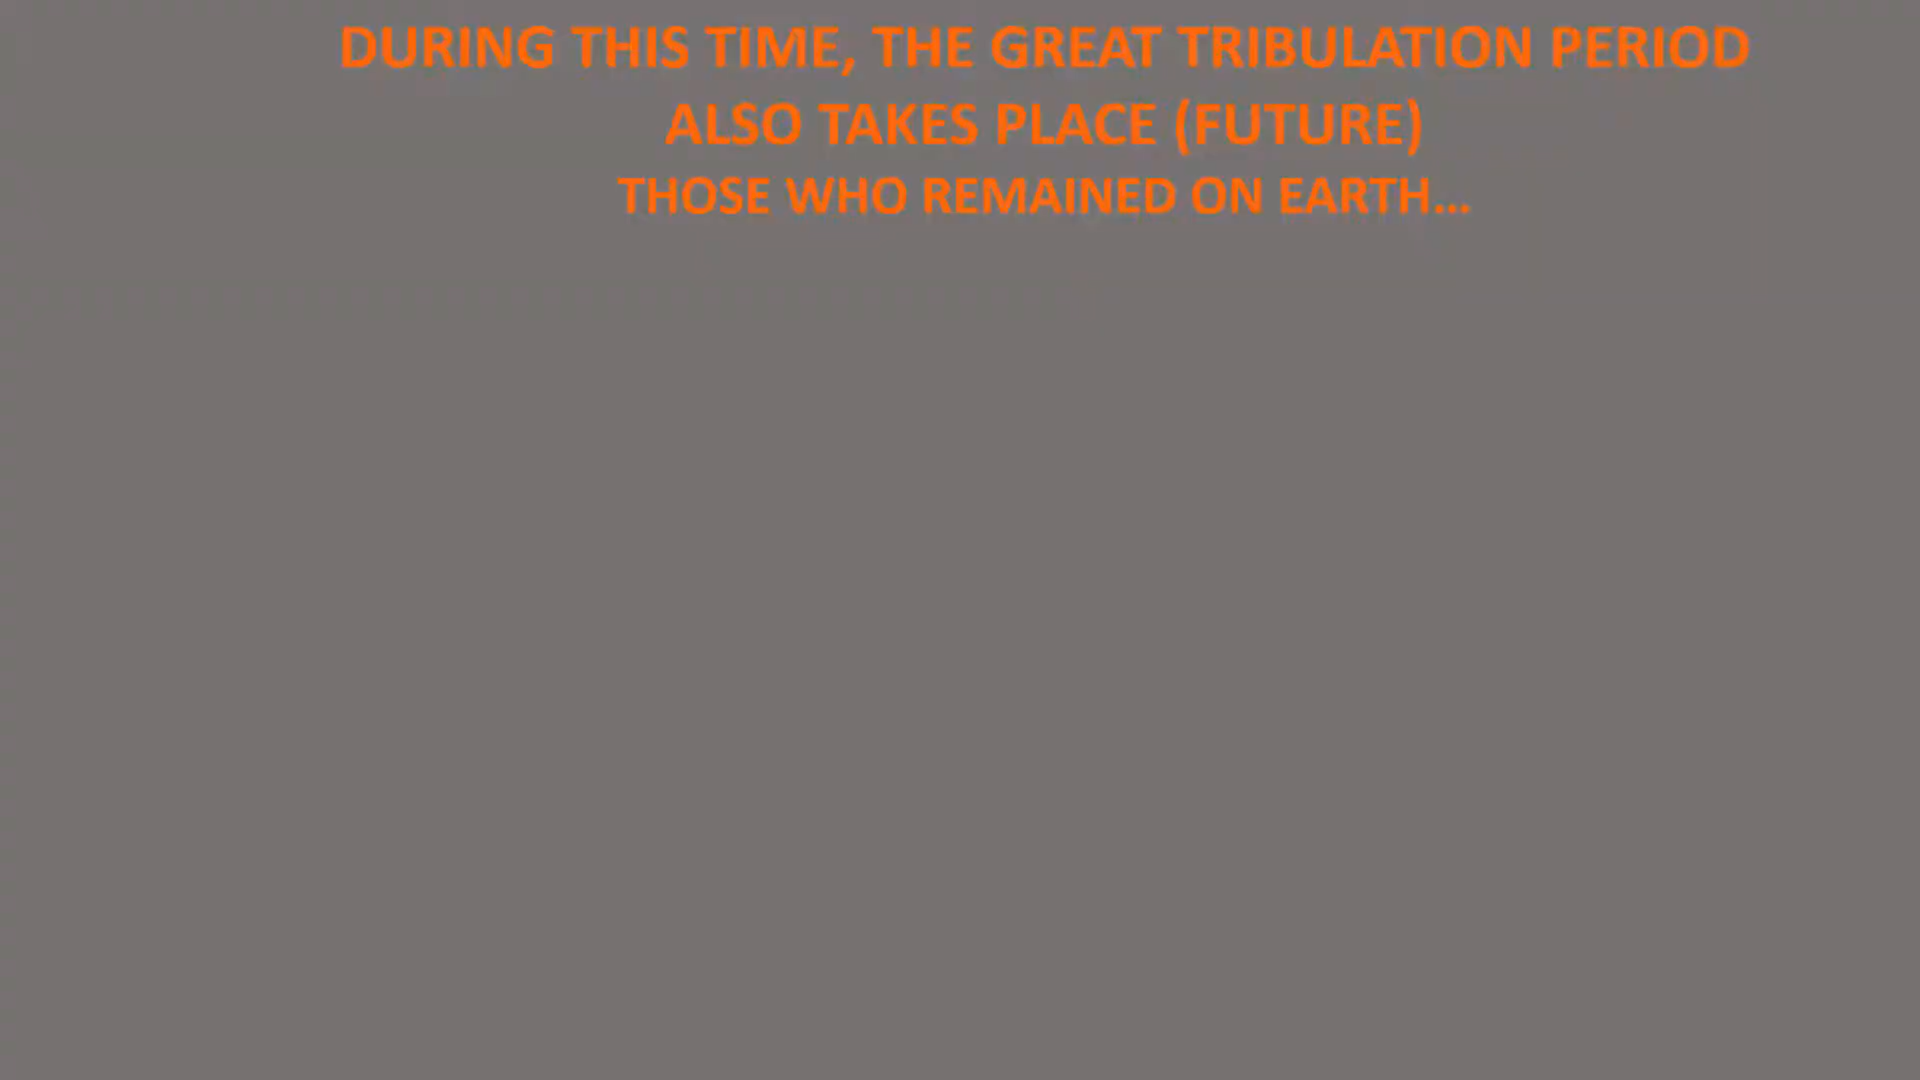 DURING THIS TIME, THE GREAT TRIBULATION PERIOD
ALSO TAKES PLACE (FUTURE)
THOSE WHO REMAINED ON EARTH...